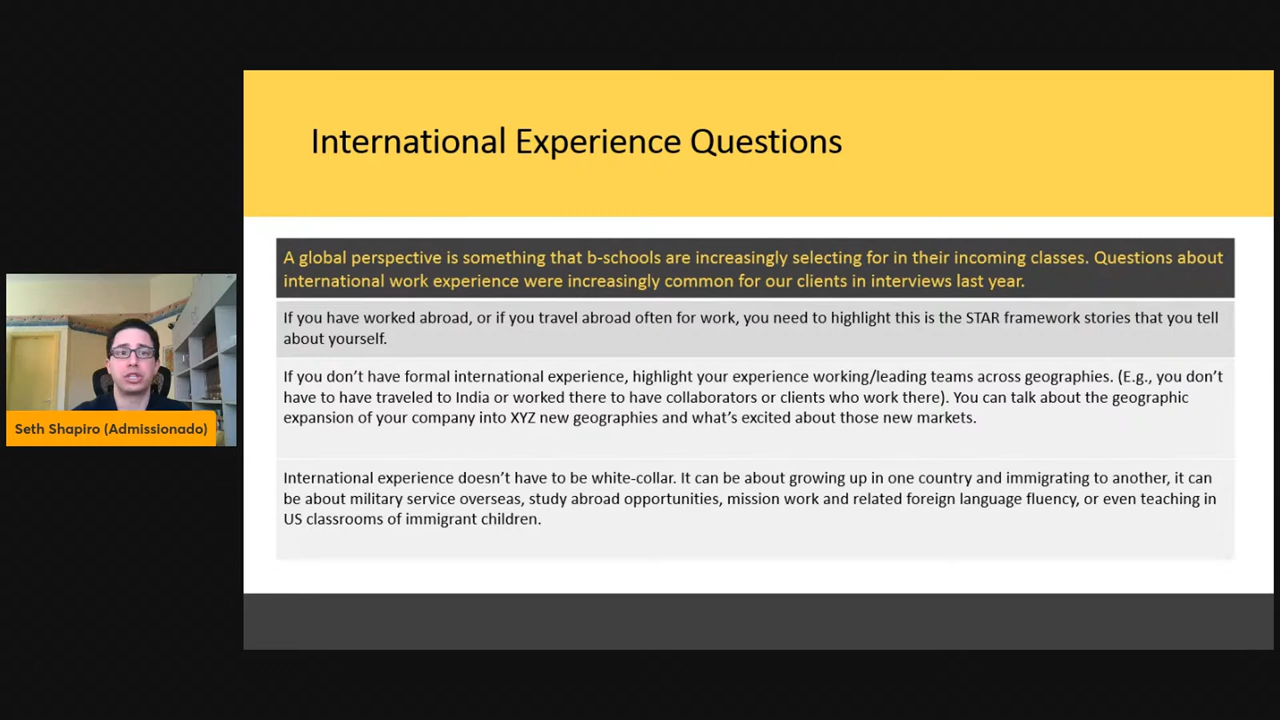 International Experience Questions
A global perspective is something that b-schools are increasingly selecting for in their incoming classes. Questions about
international work experience were increasingly common for our clients in interviews last year.
If you have worked abroad, or if you travel abroad often for work, you need to highlight this is the STAR framework stories that you tell
about yourself.
If you don't have formal international experience, highlight your experience working/leading teams across geographies. (E.g., you don't
have to have traveled to India or worked there to have collaborators or clients who work there). You can talk about the geographic
expansion of your company into XYZ new geographies and what's excited about those new markets.
International experience doesn't have to be white-collar. It can be about growing up in one country and immigrating to another, it can
be about military service overseas, study abroad opportunities, mission work and related foreign language fluency, or even teaching in
US classrooms of immigrant children.
Seth Shapiro (Admissionado)